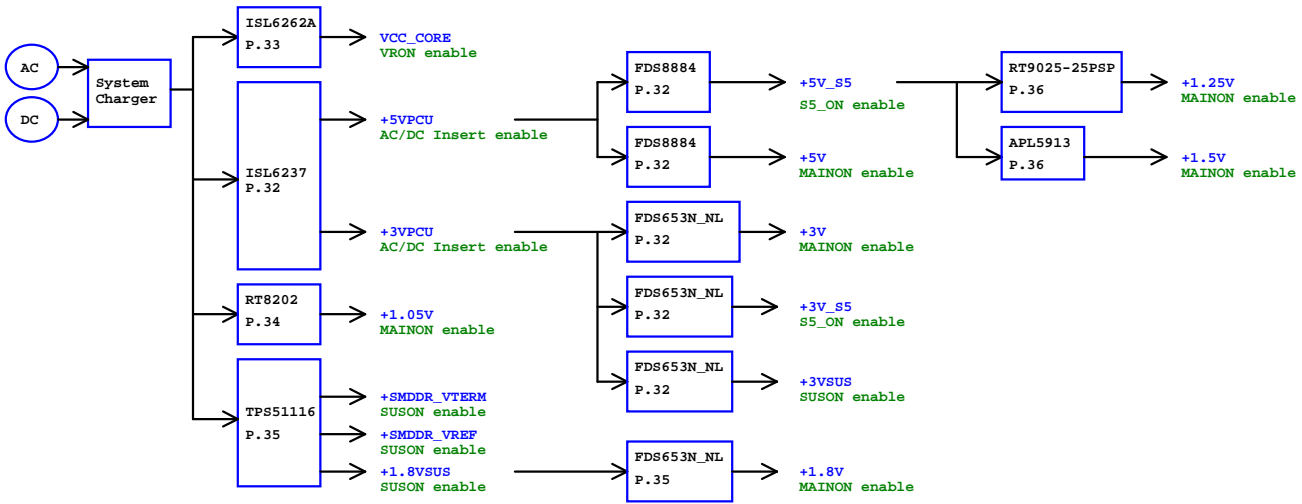 AC
DC
System
Charger
ISL6262A
P.33
VCC_CORE
VRON enable
ISL6237
P.32
+5VPCU
AC/DC Insert enable
+3VPCU
AC/DC Insert enable
FDS8884
P.32
+5V_S5
S5_ON enable
FDS8884
P.32
+5V
MAINON enable
RT9025-25PSP
P.36
+1.25V
MAINON enable
APL5913
P.36
+1.5V
MAINON enable
FDS653N_NL
P.32
+3V
MAINON enable
FDS653N_NL
P.32
+3V_S5
S5_ON enable
FDS653N_NL
P.32
+3VSUS
SUSON enable
RT8202
P.34
+1.05V
MAINON enable
TPS51116
P.35
+SMDDR_VTERM
SUSON enable
+SMDDR_VREF
SUSON enable
+1.8VSUS
SUSON enable
FDS653N_NL
P.35
+1.8V
MAINON enable